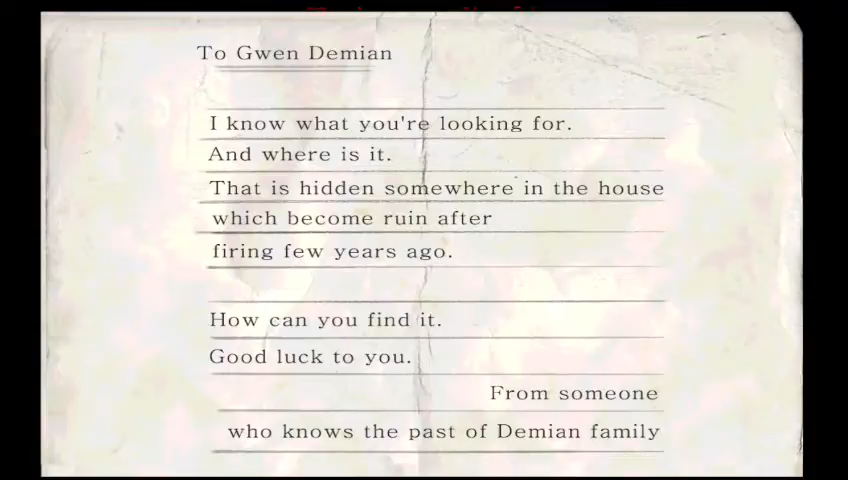 To Gwen Demian
I know what you're looking for.
And where is it.
That is hidden somewhere in the house
which become ruin after
firing few years ago.
How can you find it.
Good luck to you.
From someone
who knows the past of Demian family